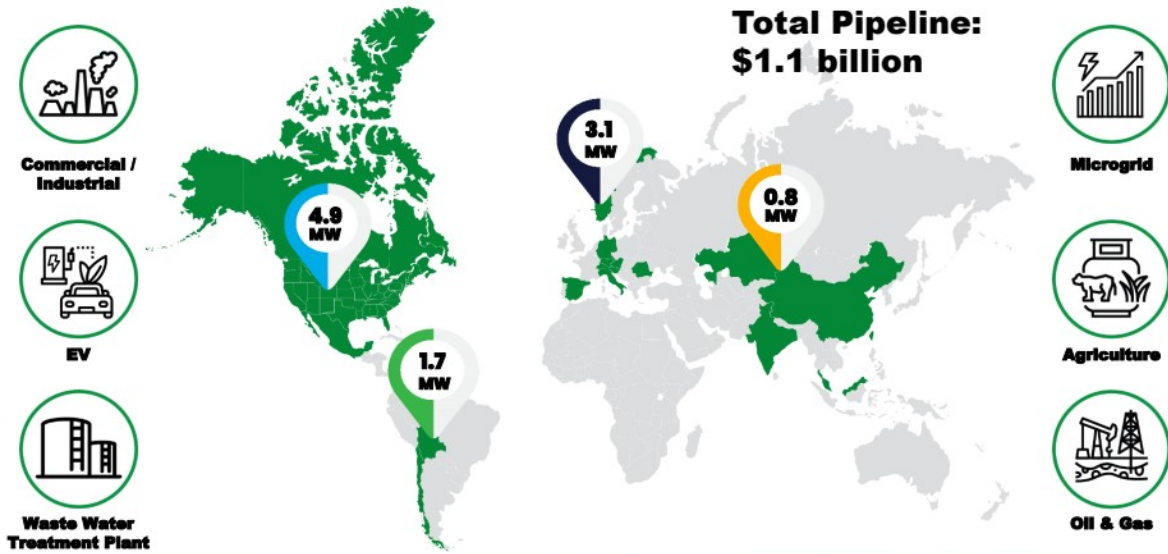 Total Pipeline:
$1.1 billion
Commercial /
Industrial
EV
Waste Water
Treatment Plant
4.9
MW
1.7
MW
3.1
MW
0.8
MW
Microgrid
Agriculture
Oil & Gas